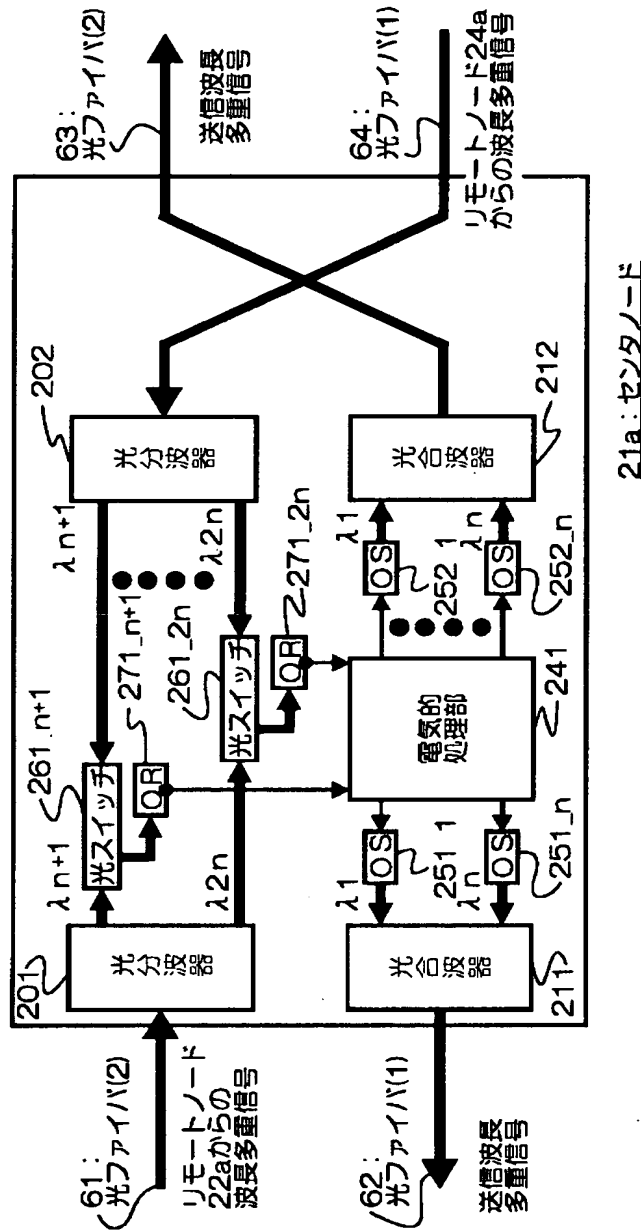 61:
光ファイバ(2)
リモートノード
22aからの
波長多重信号
62:
光ファイバ(1)
送信波長
多重信号
201
光分波器
λn+1
λ2n
光スイッチ
261_n+1
OR
271_n+1
λn+1
λ2n
光スイッチ
261_2n
OR
271_2n
202
光分波器
63:
光ファイバ(2)
送信波長
多重信号
64:
光ファイバ(1)
リモートノード24a
からの波長多重信号
211
光合波器
λ1
λn
OS
251_1
OS
251_n
電気的
処理部
241
OS
252_1
OS
252_n
λ1
λn
光合波器
212
21a:センタノード